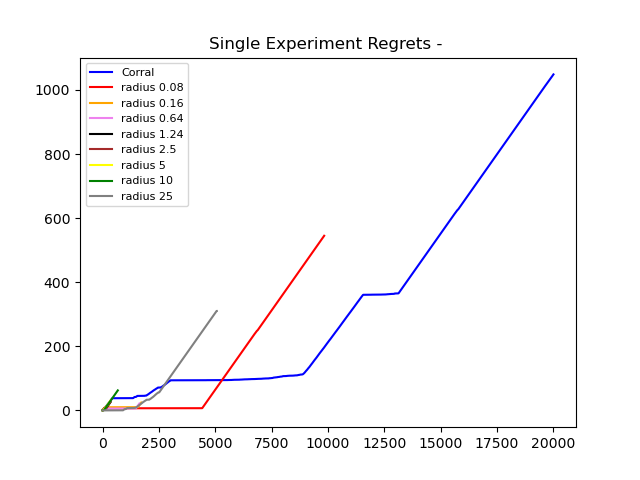 Single Experiment Regrets -
Corral
radius 0.08
radius 0.16
radius 0.64
radius 1.24
radius 2.5
radius 5
radius 10
radius 25
1000
800
600
400
200
0
0 2500 5000 7500 10000 12500 15000 17500 20000